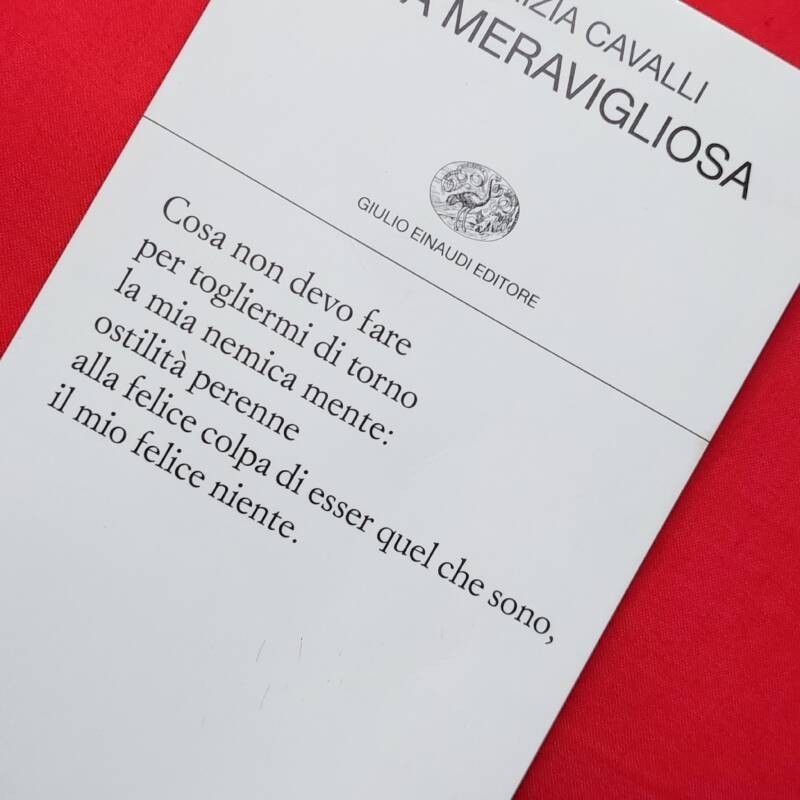 CAVALLI
MERAVIGLIOSA
GIULIO EINAUDI EDITORE
Cosa non devo fare
per togliermi di torno
la mia nemica mente:
ostilità perenne
alla felice colpa di esser quel che sono,
il mio felice niente.